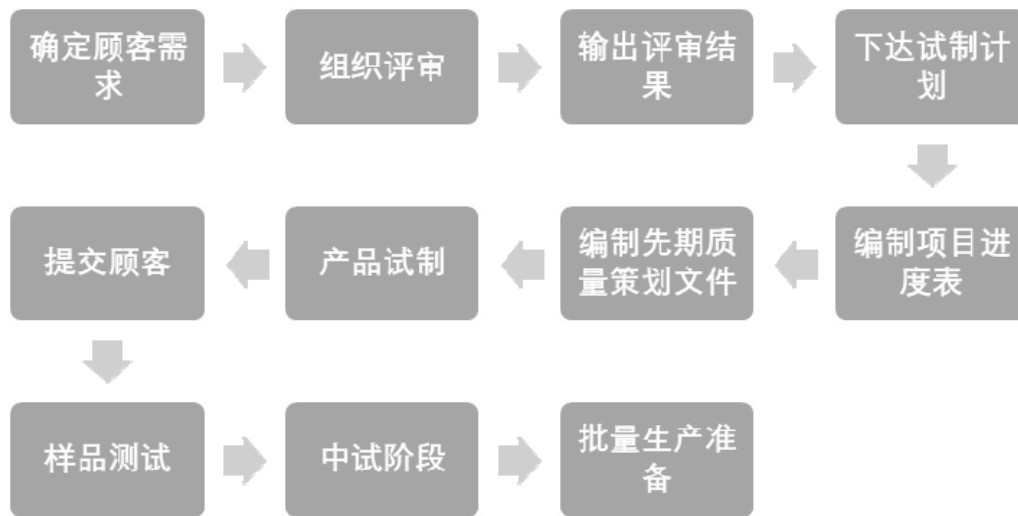 确定顾客需
求
组织评审
输出评审结
果
下达试制计
划
编制项目进
度表
编制先期质
量策划文件
产品试制
提交顾客
样品测试
中试阶段
批量生产准
备